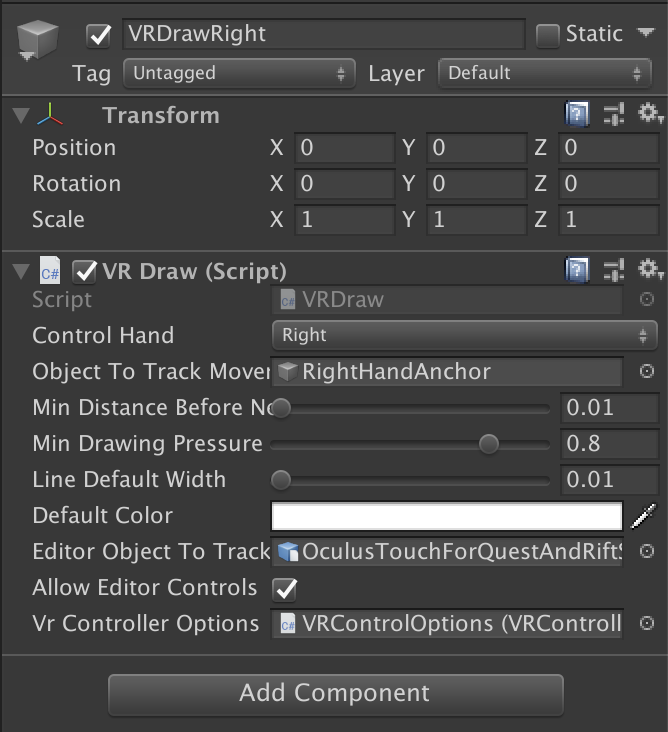 VRDrawRight Static
Tag Untagged Layer Default
Transform
Position X 0 Y 0 Z 0
Rotation X 0 Y 0 Z 0
Scale X 1 Y 1 Z 1
C# VR Draw (Script)
Script C# VRDraw
Control Hand Right
Object To Track Mover RightHandAnchor
Min Distance Before No 0.01
Min Drawing Pressure 0.8
Line Default Width 0.01
Default Color
Editor Object To Track OculusTouchForQuestAndRiftS
Allow Editor Controls
Vr Controller Options C# VRControlOptions (VRControll
Add Component